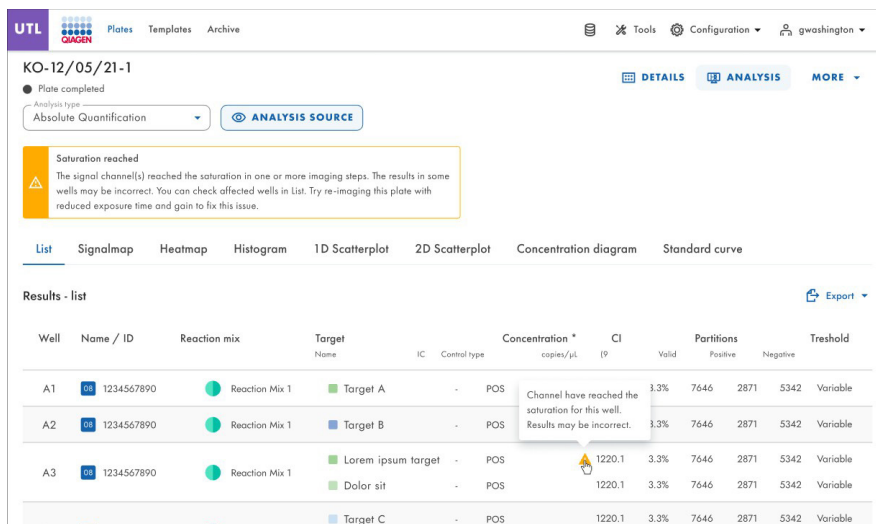 UTL QIAGEN Plates Templates Archive Tools Configuration gwashington
KO-12/05/21-1
Plate completed
DETAILS ANALYSIS MORE
Analysis type
Absolute Quantification ANALYSIS SOURCE
Saturation reached
The signal channel(s) reached the saturation in one or more imaging steps. The results in some
wells may be incorrect. You can check affected wells in List. Try re-imaging this plate with
reduced exposure time and gain to fix this issue.
List Signalmap Heatmap Histogram 1D Scatterplot 2D Scatterplot Concentration diagram Standard curve
Results - list Export
Well Name / ID Reaction mix Target Concentration * CI Partitions Treshold
Name IC Control type copies/µL (9 Valid Positive Negative
A1 08 1234567890 Reaction Mix 1 Target A - POS 3.3% 7646 2871 5342 Variable
Channel have reached the
saturation for this well.
Results may be incorrect.
A2 08 1234567890 Reaction Mix 1 Target B - POS 3.3% 7646 2871 5342 Variable
Lorem ipsum target - POS 1220.1 3.3% 7646 2871 5342 Variable
A3 08 1234567890 Reaction Mix 1
Dolor sit - POS 1220.1 3.3% 7646 2871 5342 Variable
Target C - POS 1220.1 3.3% 7646 2871 5342 Variable